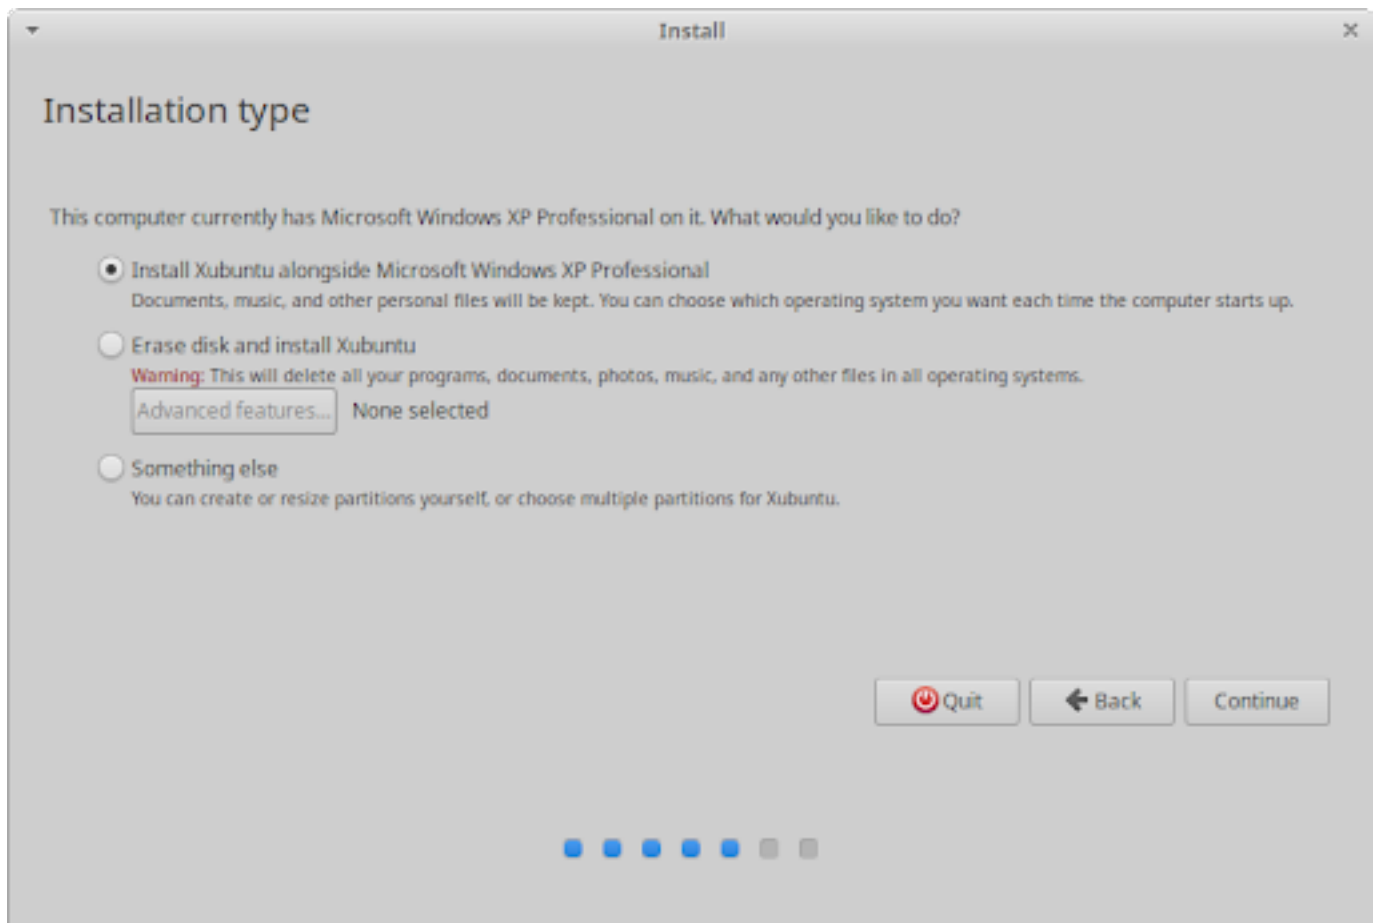 Install
Installation type
This computer currently has Microsoft Windows XP Professional on it. What would you like to do?
Install Xubuntu alongside Microsoft Windows XP Professional
Documents, music, and other personal files will be kept. You can choose which operating system you want each time the computer starts up.
Erase disk and install Xubuntu
Warning: This will delete all your programs, documents, photos, music, and any other files in all operating systems.
Advanced features... None selected
Something else
You can create or resize partitions yourself, or choose multiple partitions for Xubuntu.
Quit Back Continue